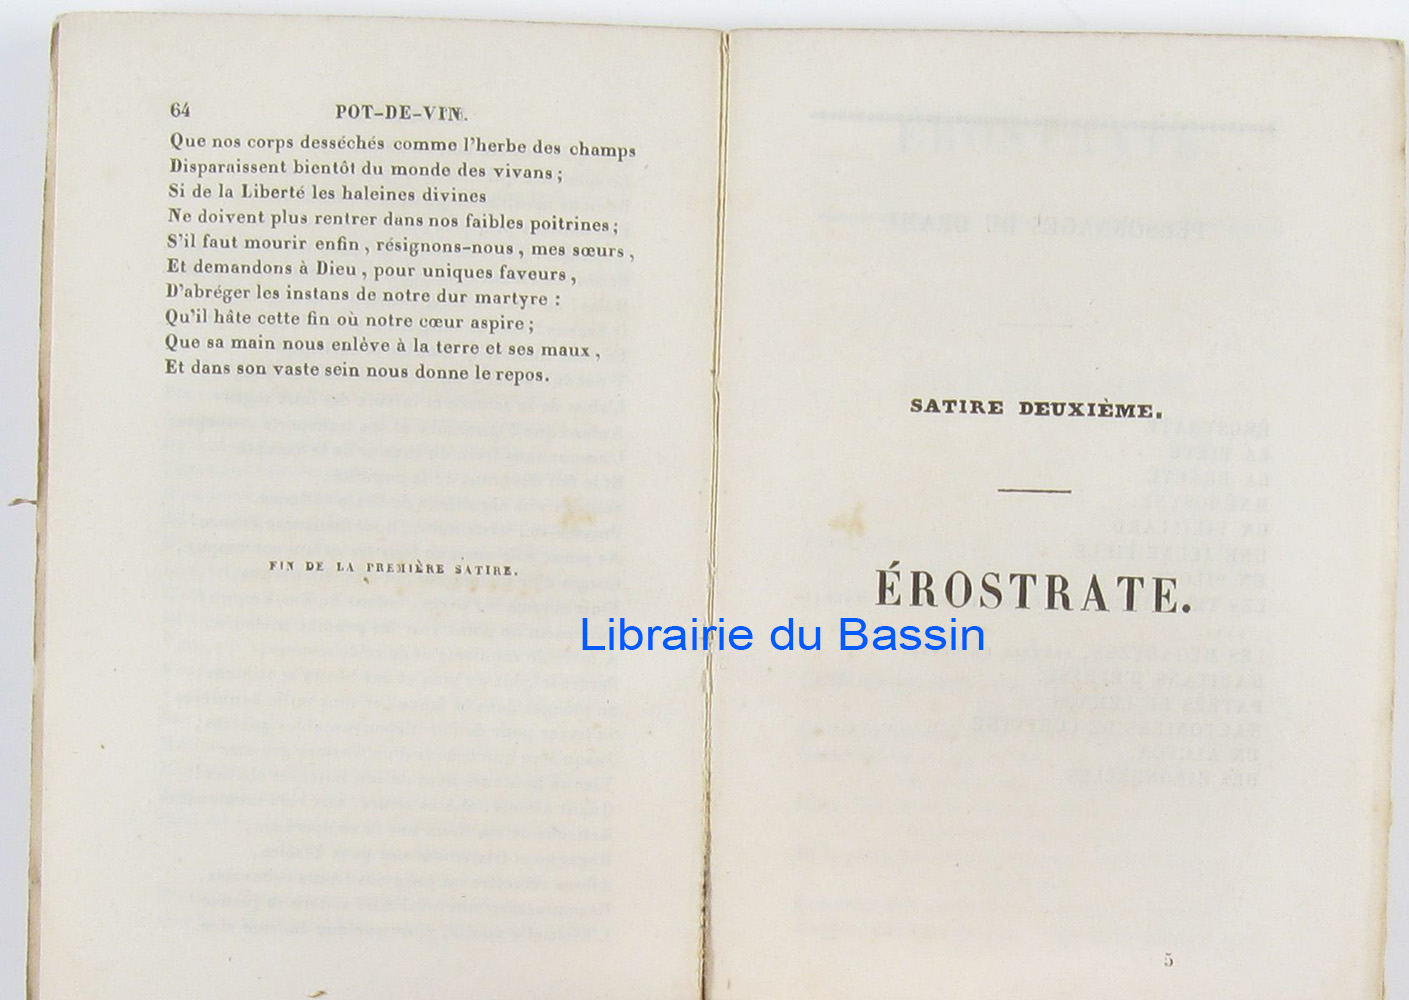 64 POT-DE-VIN.
Que nos corps desséchés comme l'herbe des champs
Disparaissent bientôt du monde des vivans ;
Si de la Liberté les haleines divines
Ne doivent plus rentrer dans nos faibles poitrines ;
S'il faut mourir enfin , résignons-nous , mes sœurs ,
Et demandons à Dieu , pour uniques faveurs ,
D'abréger les instans de notre dur martyre :
Qu'il hâte cette fin où notre cœur aspire ;
Que sa main nous enlève à la terre et ses maux ,
Et dans son vaste sein nous donne le repos.
FIN DE LA PREMIÈRE SATIRE.
SATIRE DEUXIÈME.
ÉROSTRATE.
Librairie du Bassin
5